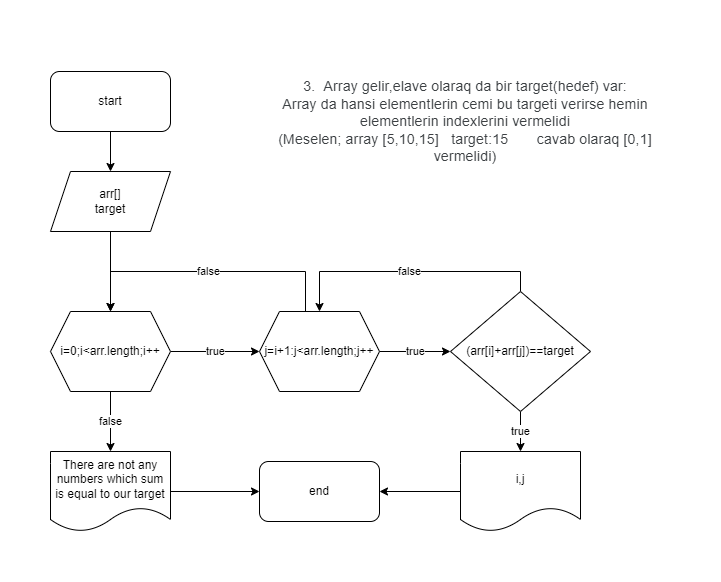 start
3. Array gelir,elave olaraq da bir target(hedef) var:
Array da hansi elementlerin cemi bu targeti verirse hemin
elementlerin indexlerini vermelidi
(Meselen; array [5,10,15] target:15 cavab olaraq [0,1]
vermelidi)
arr[]
target
false
false
i=0;i<arr.length;i++
true
j=i+1;j<arr.length;j++
true
(arr[i]+arr[j])==target
false
true
There are not any
numbers which sum
is equal to our target
end
i,j